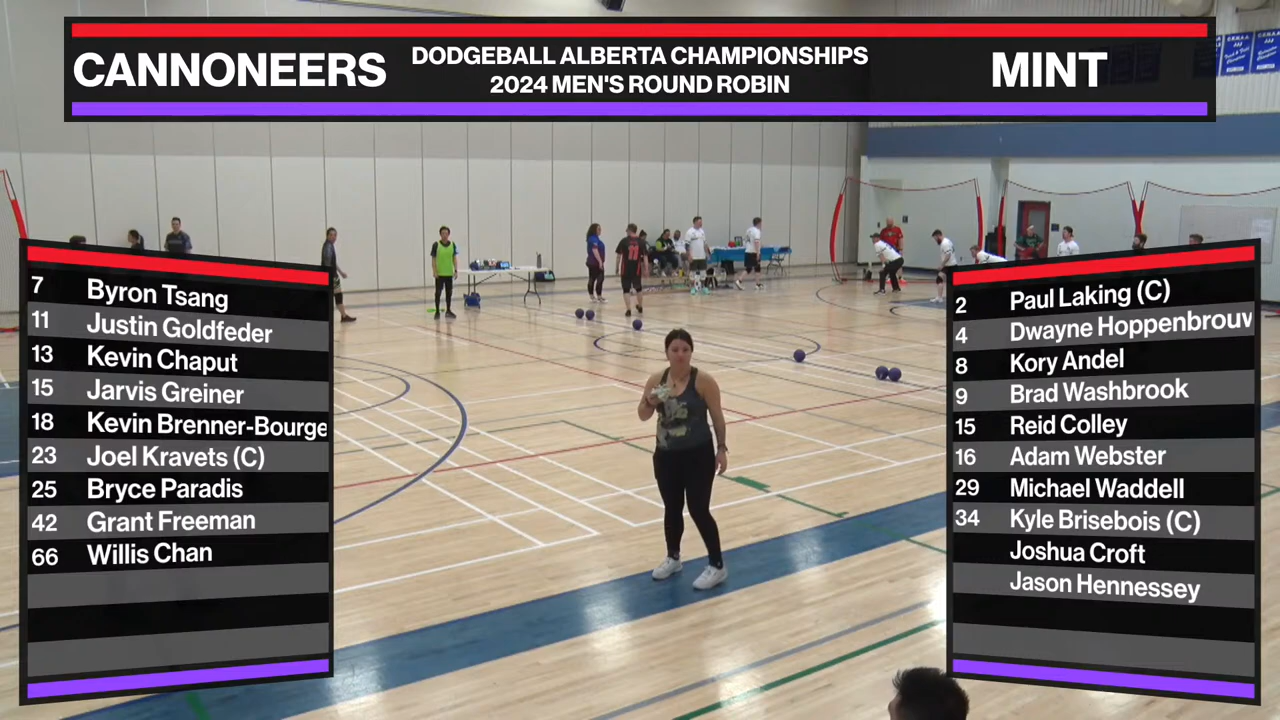 CANNONEERS
DODGEBALL ALBERTA CHAMPIONSHIPS
2024 MEN'S ROUND ROBIN
MINT
7 Byron Tsang
11 Justin Goldfeder
13 Kevin Chaput
15 Jarvis Greiner
18 Kevin Brenner-Bourge
23 Joel Kravets (C)
25 Bryce Paradis
42 Grant Freeman
66 Willis Chan
2 Paul Laking (C)
4 Dwayne Hoppenbrouw
8 Kory Andel
9 Brad Washbrook
15 Reid Colley
16 Adam Webster
29 Michael Waddell
34 Kyle Brisebois (C)
Joshua Croft
Jason Hennessey